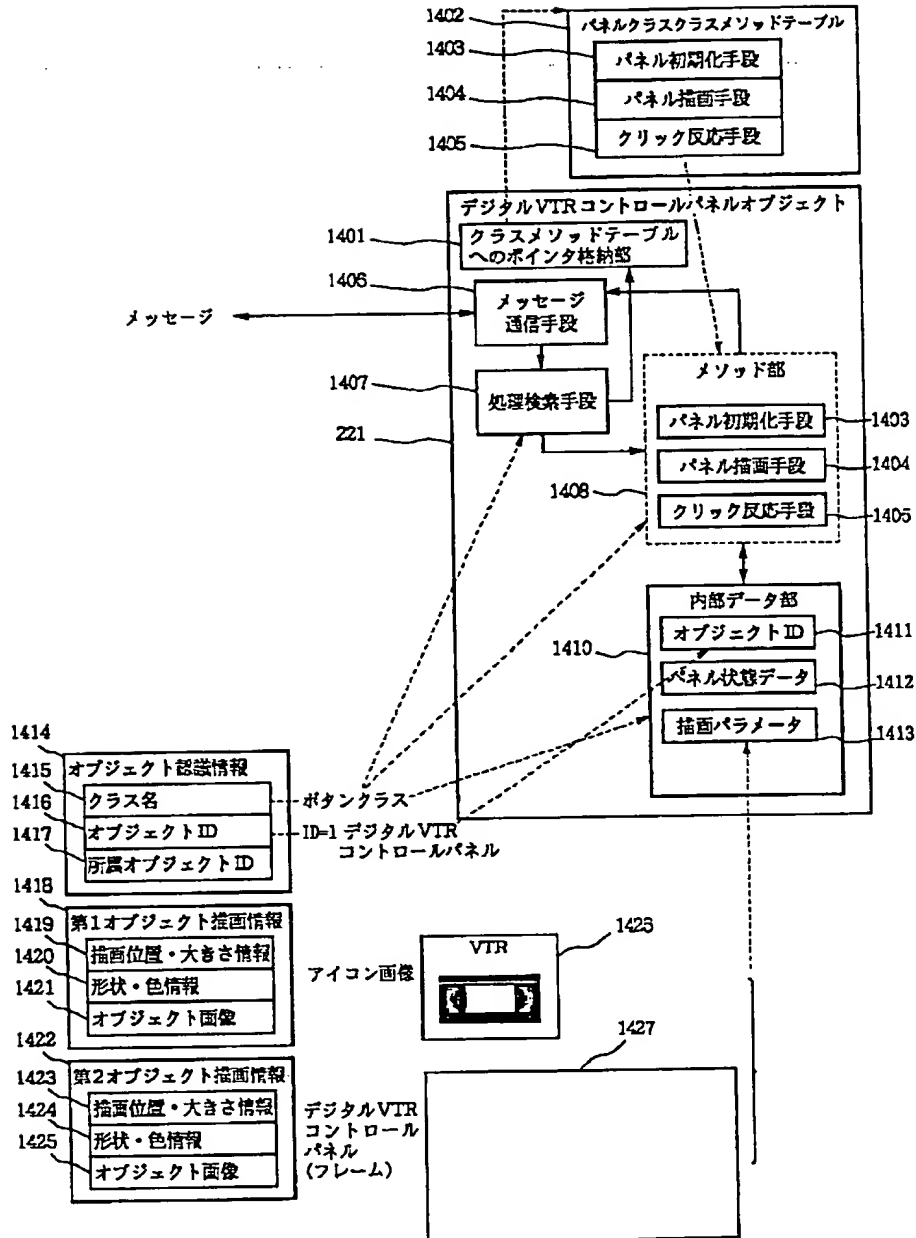 1402
パネルクラスクラスメソッドテーブル
1403
パネル初期化手段
1404
パネル描画手段
1405
クリック反応手段
デジタルVTRコントロールパネルオブジェクト
1401
クラスメソッドテーブル
へのポインタ格納部
1406
メッセージ
通信手段
メッセージ
1407
処理検索手段
221
メソッド部
パネル初期化手段
1403
パネル描画手段
1404
1408
クリック反応手段
1405
内部データ部
オブジェクトID
1411
1410
パネル状態データ
1412
描画パラメータ
1413
1414
オブジェクト認識情報
1415
クラス名
ボタンクラス
1416
オブジェクトID
ID=1 デジタルVTR
コントロールパネル
1417
所属オブジェクトID
1418
第1オブジェクト描画情報
1419
描画位置・大きさ情報
1420
形状・色情報
1421
オブジェクト画像
アイコン画像
VTR
1426
1422
第2オブジェクト描画情報
1423
描画位置・大きさ情報
1424
形状・色情報
1425
オブジェクト画像
デジタルVTR
コントロール
パネル
(フレーム)
1427